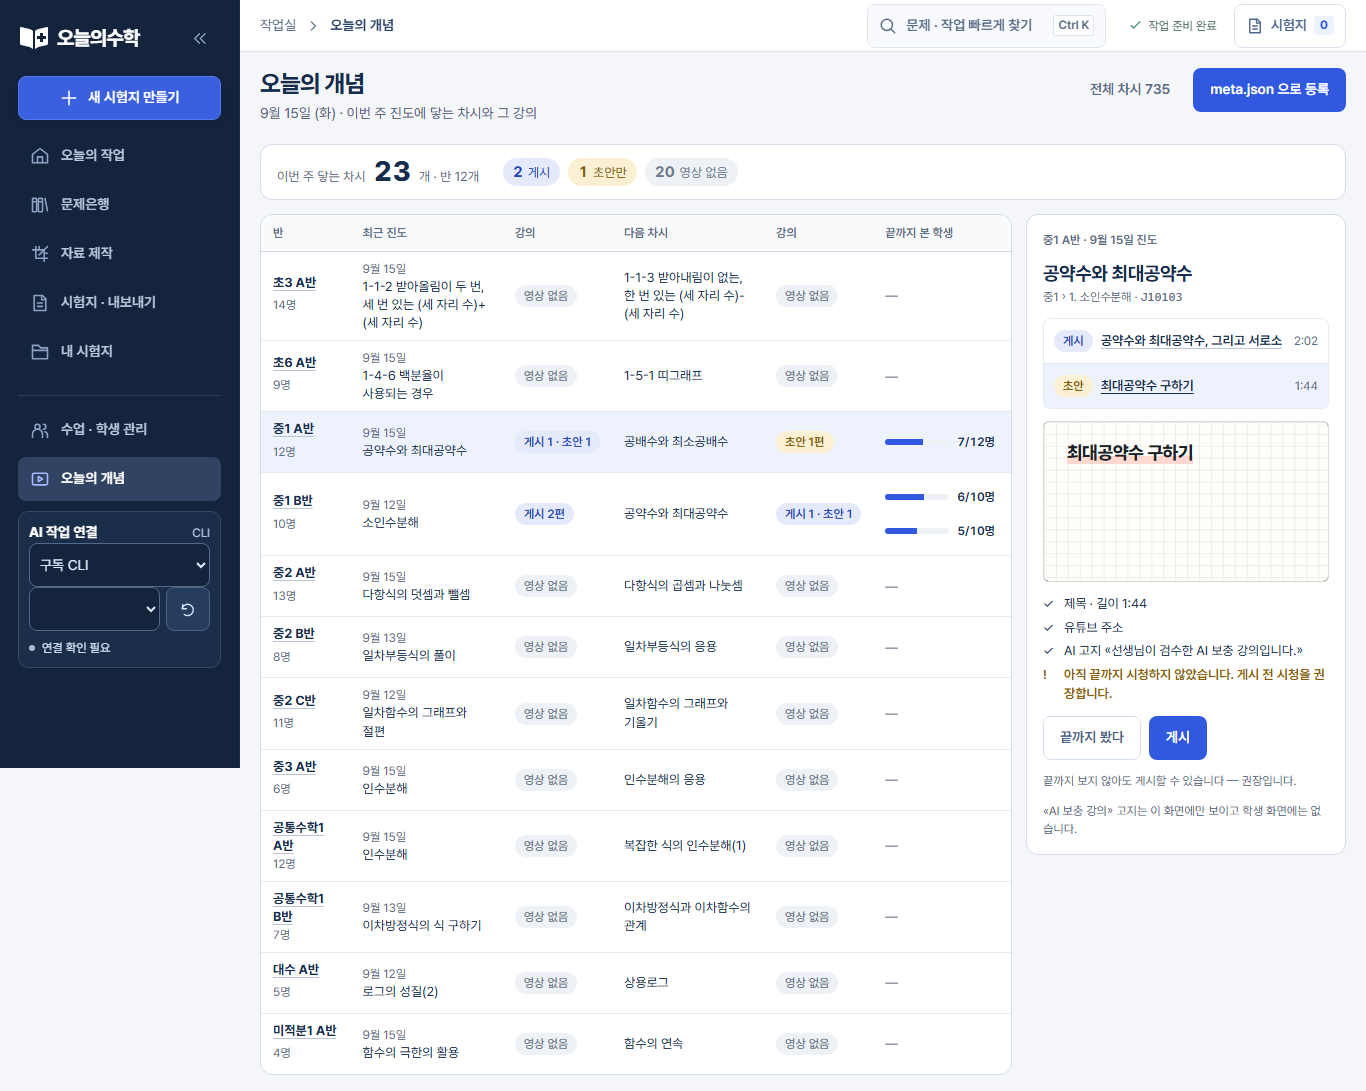 오늘의수학
새 시험지 만들기
오늘의 작업
문제은행
자료 제작
시험지 · 내보내기
내 시험지
수업 · 학생 관리
오늘의 개념
AI 작업 연결 CLI
구독 CLI
연결 확인 필요
작업실 > 오늘의 개념
문제 · 작업 빠르게 찾기 Ctrl K
작업 준비 완료
시험지 0
오늘의 개념
9월 15일 (화) · 이번 주 진도에 닿는 차시와 그 강의
전체 차시 735
meta.json 으로 등록
이번 주 닿는 차시 23 개 · 반 12개 2 게시 1 초안만 20 영상 없음
반 최근 진도 강의 다음 차시 강의 끝까지 본 학생
초3 A반
14명
9월 15일
1-1-2 받아올림이 두 번,
세 번 있는 (세 자리 수)+
(세 자리 수)
영상 없음
1-1-3 받아내림이 없는,
한 번 있는 (세 자리 수)-
(세 자리 수)
영상 없음
—
초6 A반
9명
9월 15일
1-4-6 백분율이
사용되는 경우
영상 없음
1-5-1 띠그래프
영상 없음
—
중1 A반
12명
9월 15일
공약수와 최대공약수
게시 1 · 초안 1
공배수와 최소공배수
초안 1편
7/12명
중1 B반
10명
9월 12일
소인수분해
게시 2편
공약수와 최대공약수
게시 1 · 초안 1
6/10명
5/10명
중2 A반
13명
9월 15일
다항식의 덧셈과 뺄셈
영상 없음
다항식의 곱셈과 나눗셈
영상 없음
—
중2 B반
8명
9월 13일
일차부등식의 풀이
영상 없음
일차부등식의 응용
영상 없음
—
중2 C반
11명
9월 12일
일차함수의 그래프와
절편
영상 없음
일차함수의 그래프와
기울기
영상 없음
—
중3 A반
6명
9월 15일
인수분해
영상 없음
인수분해의 응용
영상 없음
—
공통수학1
A반
12명
9월 15일
인수분해
영상 없음
복잡한 식의 인수분해(1)
영상 없음
—
공통수학1
B반
7명
9월 13일
이차방정식의 식 구하기
영상 없음
이차방정식과 이차함수의
관계
영상 없음
—
대수 A반
5명
9월 12일
로그의 성질(2)
영상 없음
상용로그
영상 없음
—
미적분1 A반
4명
9월 15일
함수의 극한의 활용
영상 없음
함수의 연속
영상 없음
—
중1 A반 · 9월 15일 진도
공약수와 최대공약수
중1 › 1. 소인수분해 · J10103
게시 공약수와 최대공약수, 그리고 서로소 2:02
초안 최대공약수 구하기 1:44
최대공약수 구하기
제목 · 길이 1:44
유튜브 주소
AI 고지 «선생님이 검수한 AI 보충 강의입니다.»
! 아직 끝까지 시청하지 않았습니다. 게시 전 시청을 권
장합니다.
끝까지 봤다 게시
끝까지 보지 않아도 게시할 수 있습니다 — 권장입니다.
«AI 보충 강의» 고지는 이 화면에만 보이고 학생 화면에는 없
습니다.